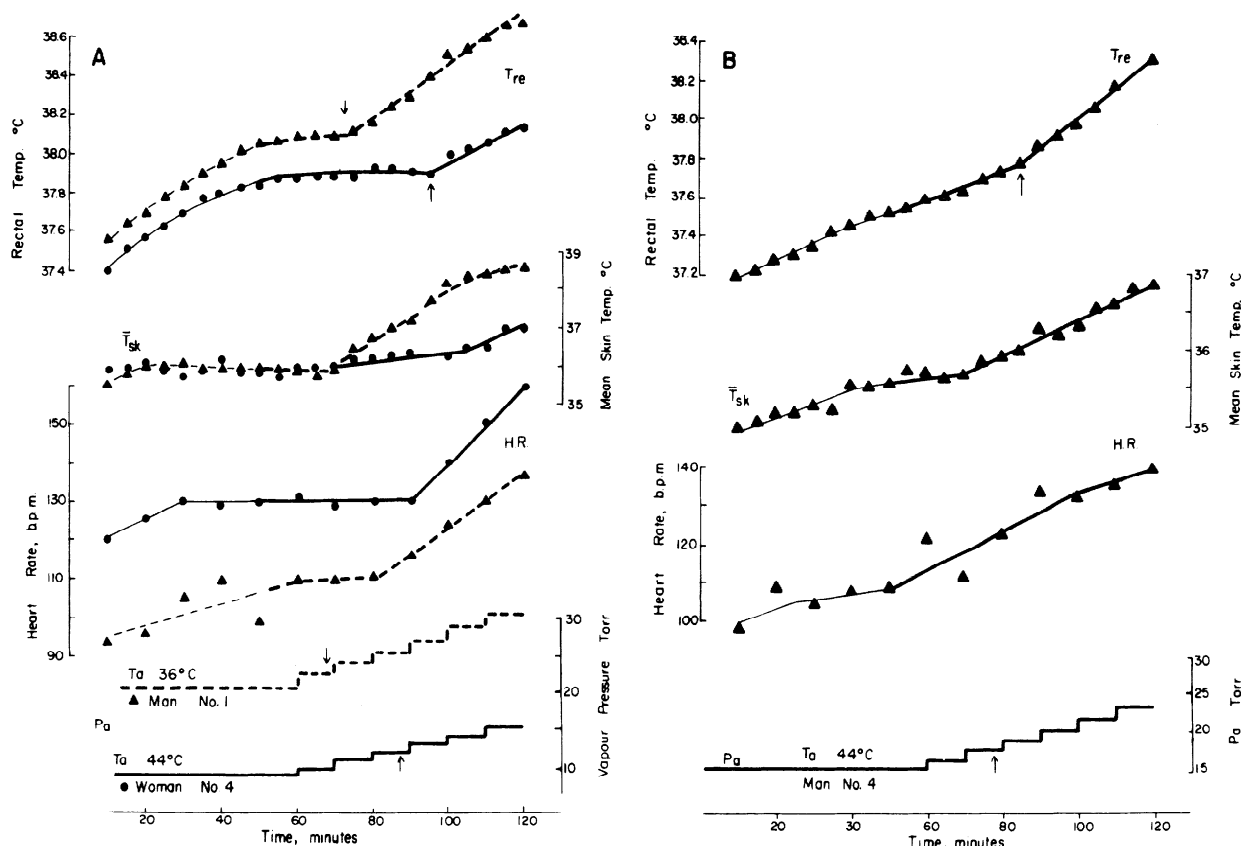 A
38.6
38.4
38.2
38.0
37.8
37.6
37.4
Rectal Temp. °C
Tre
39
37
35
Mean Skin Temp. °C
T̅sk
150
130
110
90
Heart Rate, b.p.m.
H.R.
30
20
10
Vapour Pressure Torr
Ta 36°C
▲ Man No. 1
Pa
Ta 44°C
● Woman No 4
20 40 60 80 100 120
Time, minutes
B
38.4
38.2
38.0
37.8
37.6
37.4
37.2
Rectal Temp. °C
Tre
37
36
35
Mean Skin Temp. °C
T̅sk
140
120
100
Heart Rate, b.p.m.
H.R.
30
25
20
15
Pa Torr
Pa Ta 44°C
Man No. 4
20 30 60 80 100 120
Time, minutes